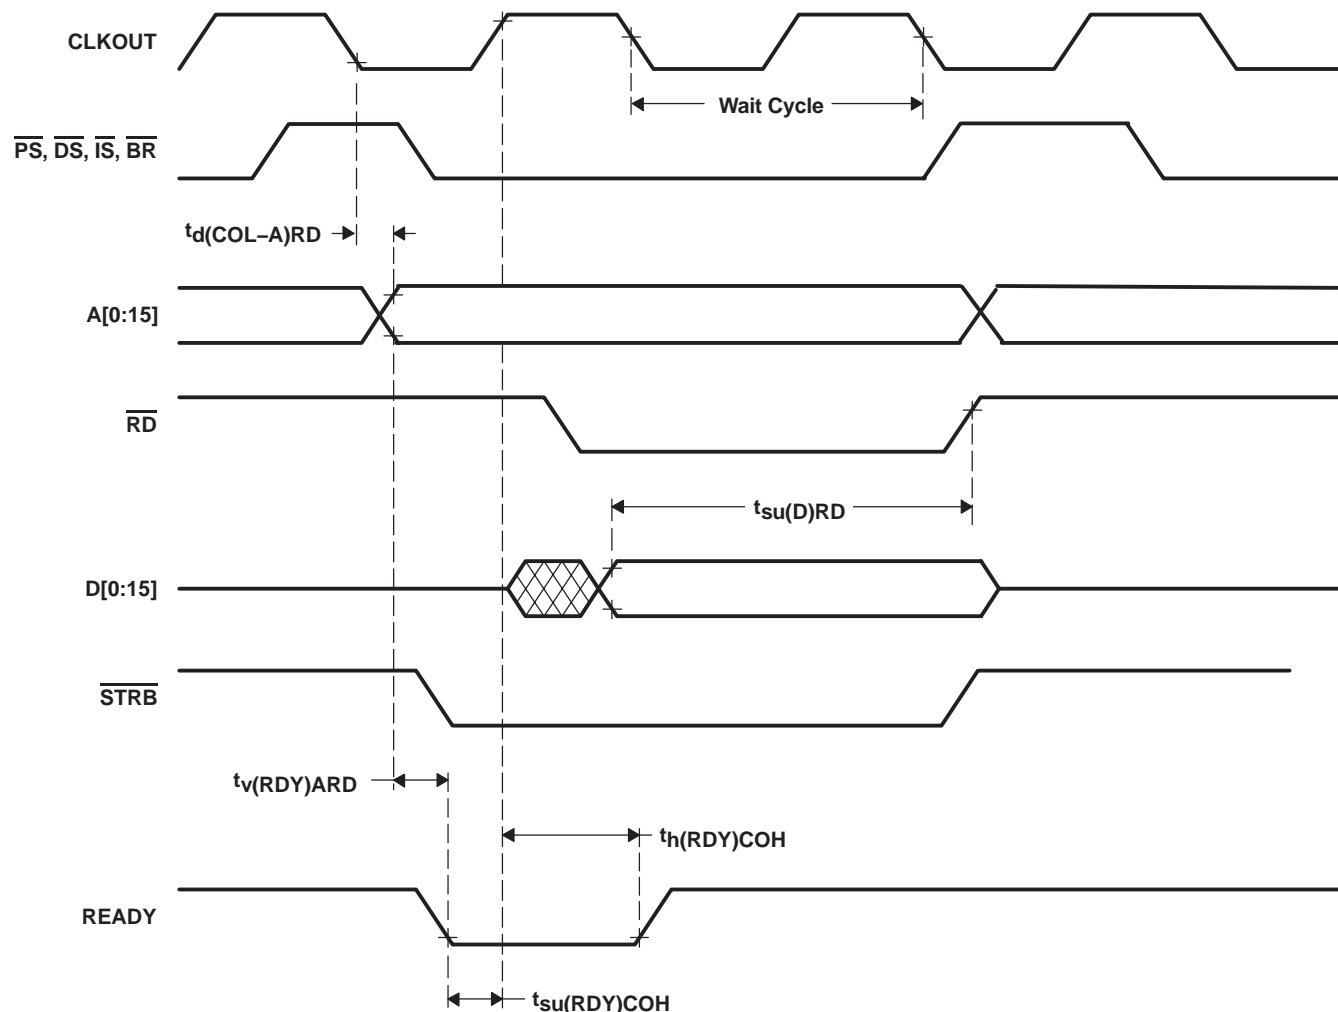 CLKOUT
Wait Cycle
PS, DS, IS, BR
td(COL–A)RD
A[0:15]
RD
tsu(D)RD
D[0:15]
STRB
tv(RDY)ARD
th(RDY)COH
READY
tsu(RDY)COH